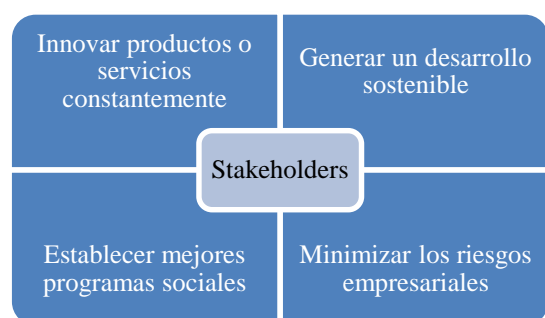 Innovar productos o
servicios
constantemente
Generar un desarrollo
sostenible
Stakeholders
Establecer mejores
programas sociales
Minimizar los riesgos
empresariales